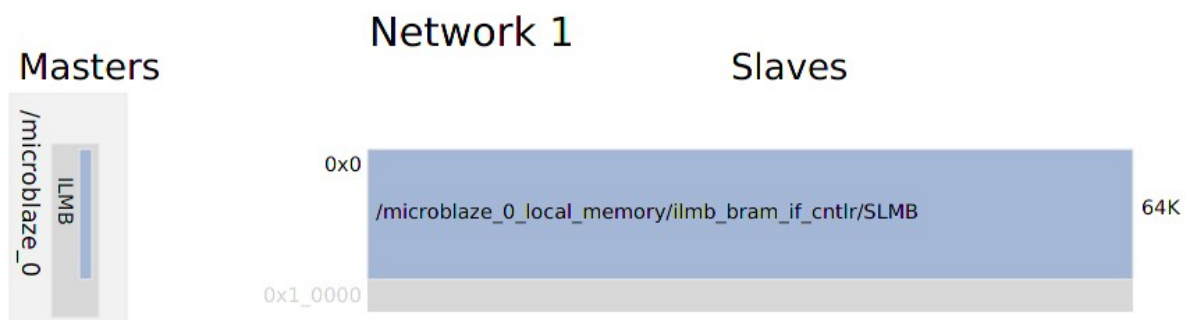 Network 1
Masters
Slaves
/microblaze_0
ILMB
0x0
/microblaze_0_local_memory/ilmb_bram_if_cntlr/SLMB
64K
0x1_0000